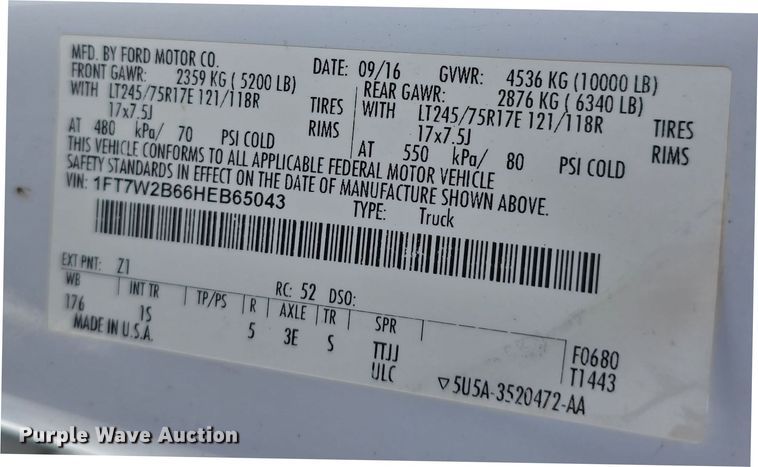 MFD. BY FORD MOTOR CO. DATE: 09/16 GVWR: 4536 KG (10000 LB)
FRONT GAWR: 2359 KG (5200 LB) REAR GAWR: 2876 KG (6340 LB)
WITH LT245/75R17E 121/118R TIRES WITH LT245/75R17E 121/118R TIRES
17x7.5J RIMS 17x7.5J RIMS
AT 480 kPa/ 70 PSI COLD AT 550 kPa/ 80 PSI COLD
THIS VEHICLE CONFORMS TO ALL APPLICABLE FEDERAL MOTOR VEHICLE
SAFETY STANDARDS IN EFFECT ON THE DATE OF MANUFACTURE SHOWN ABOVE.
VIN: 1FT7W2B66HEB65043 TYPE: Truck
EXT PNT: Z1 RC: 52 DSO:
WB INT TR TP/PS R AXLE TR SPR
176 1S 5 3E S TTJJ F0680
ULC T1443
MADE IN U.S.A. ▽5U5A-3520472-AA
Purple Wave Auction